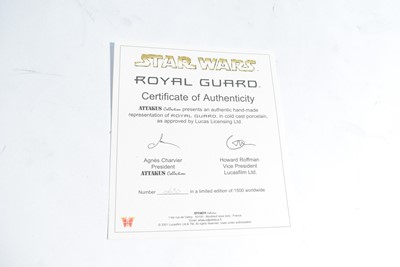 STAR WARS
ROYAL GUARD
Certificate of Authenticity
ATTAKUS Collection presents an authentic hand-made
representation of ROYAL GUARD, in cold cast porcelain,
as approved by Lucas Licensing Ltd.
Agnès Charvier Howard Roffman
President Vice President
ATTAKUS Collection Lucasfilm Ltd.
Number in a limited edition of 1500 worldwide
ATTAKUS